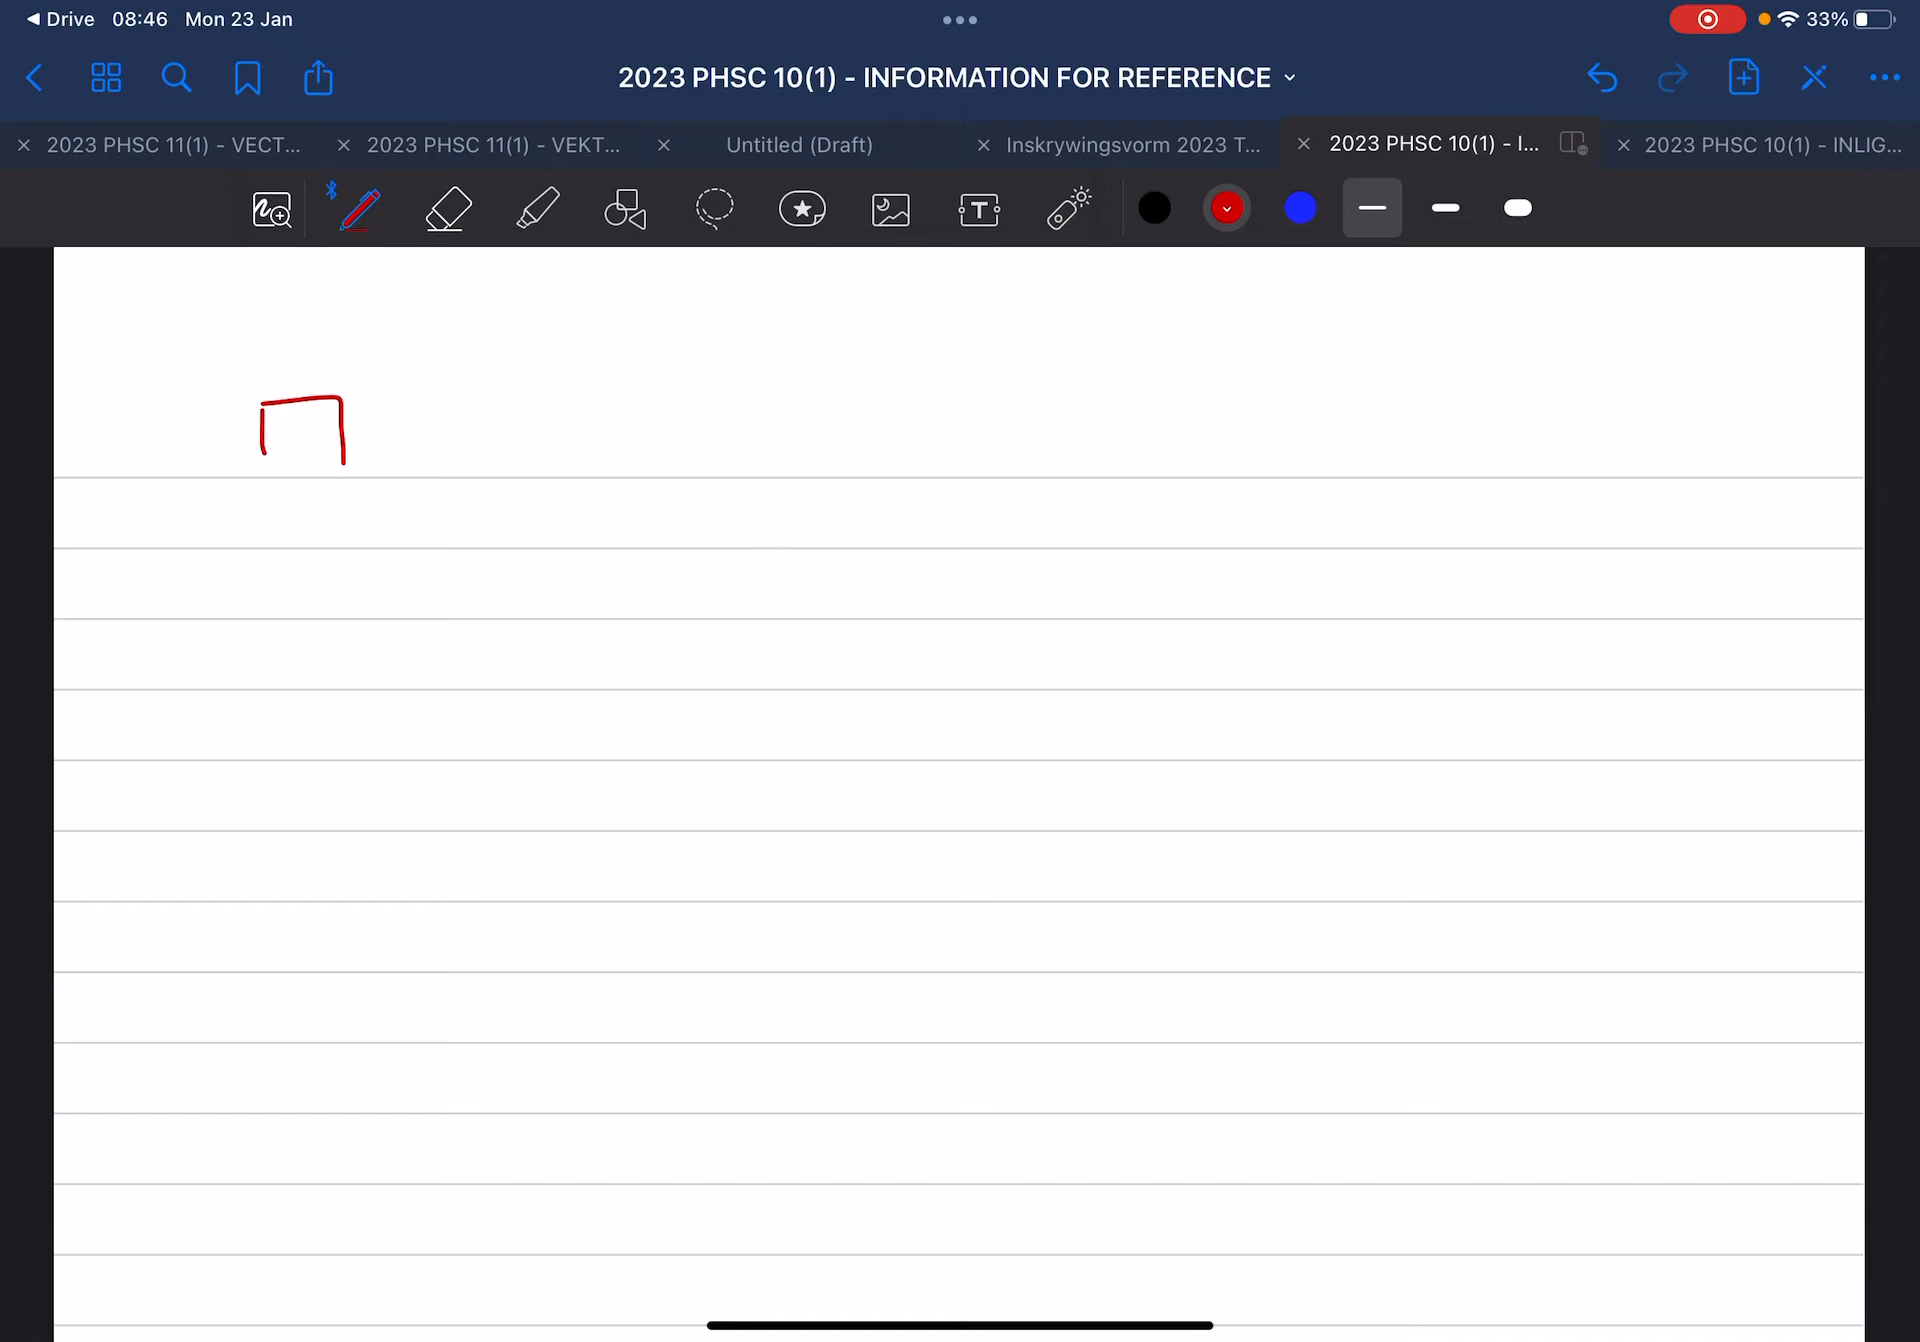 Drive 08:46 Mon 23 Jan 33%
2023 PHSC 10(1) - INFORMATION FOR REFERENCE
2023 PHSC 11(1) - VECT... 2023 PHSC 11(1) - VEKT... Untitled (Draft) Inskrywingsvorm 2023 T... 2023 PHSC 10(1) - I... 2023 PHSC 10(1) - INLIG...
T